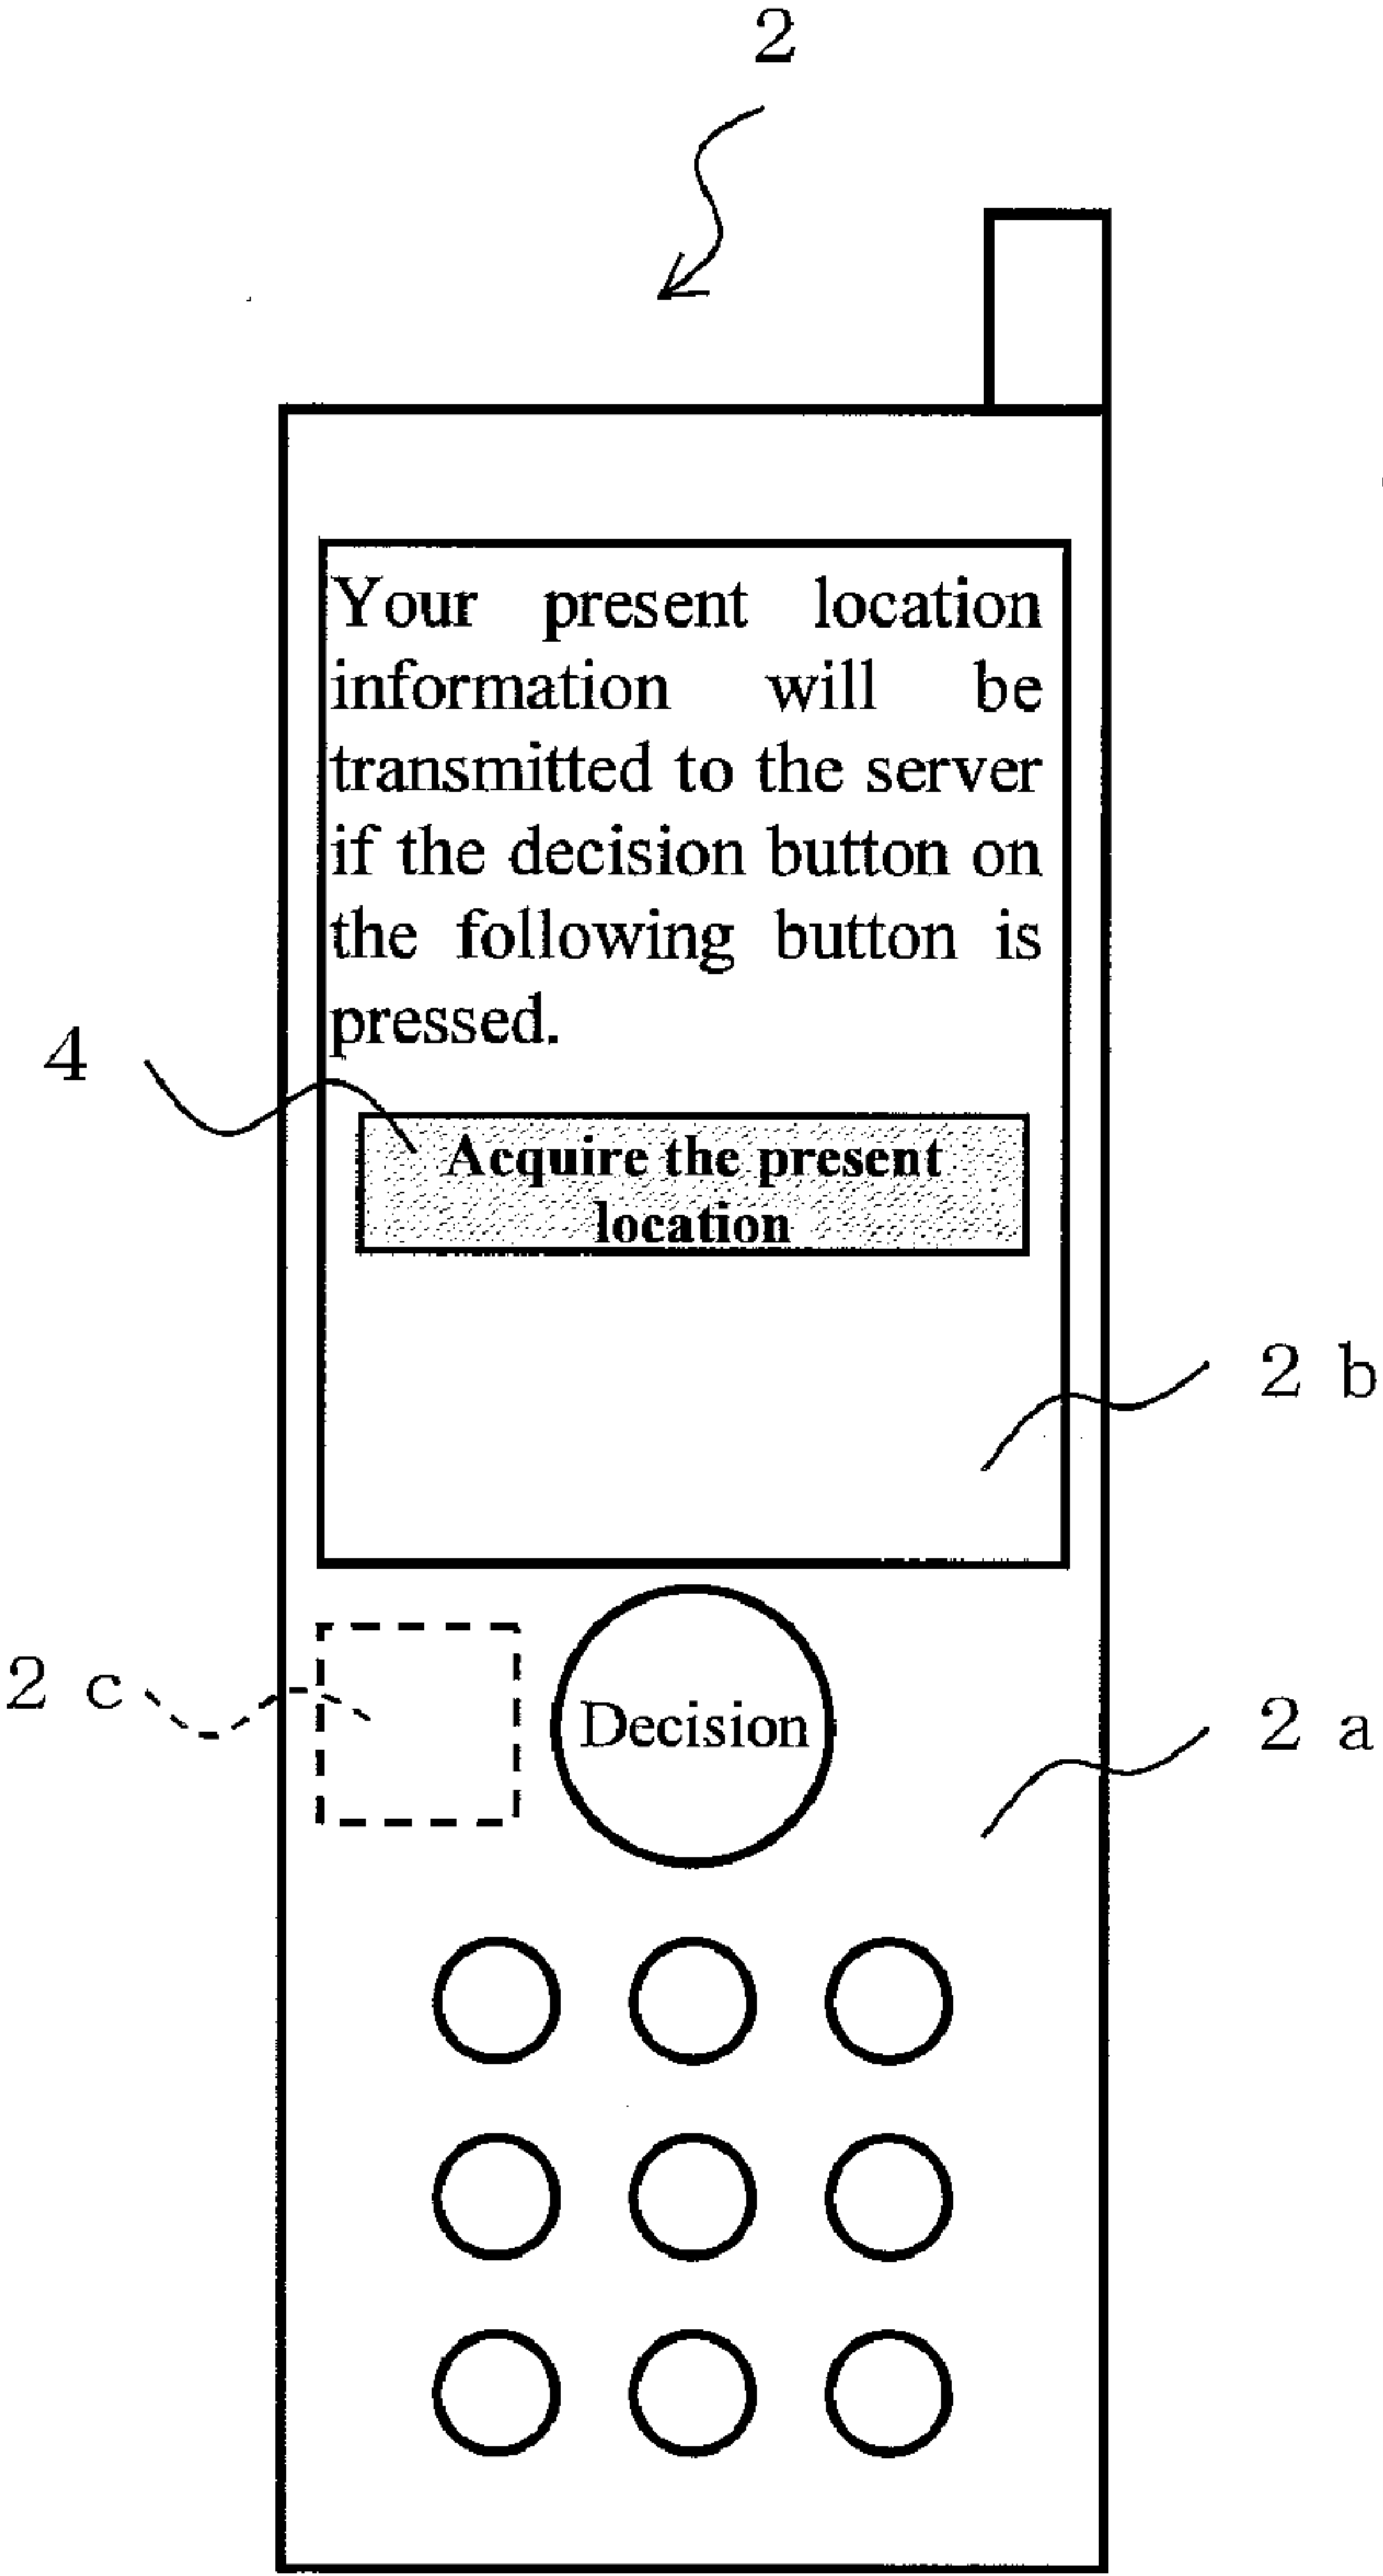 2
Your present location
information will be
transmitted to the server
if the decision button on
the following button is
pressed.
4
Acquire the present
location
2 b
2 c
Decision
2 a